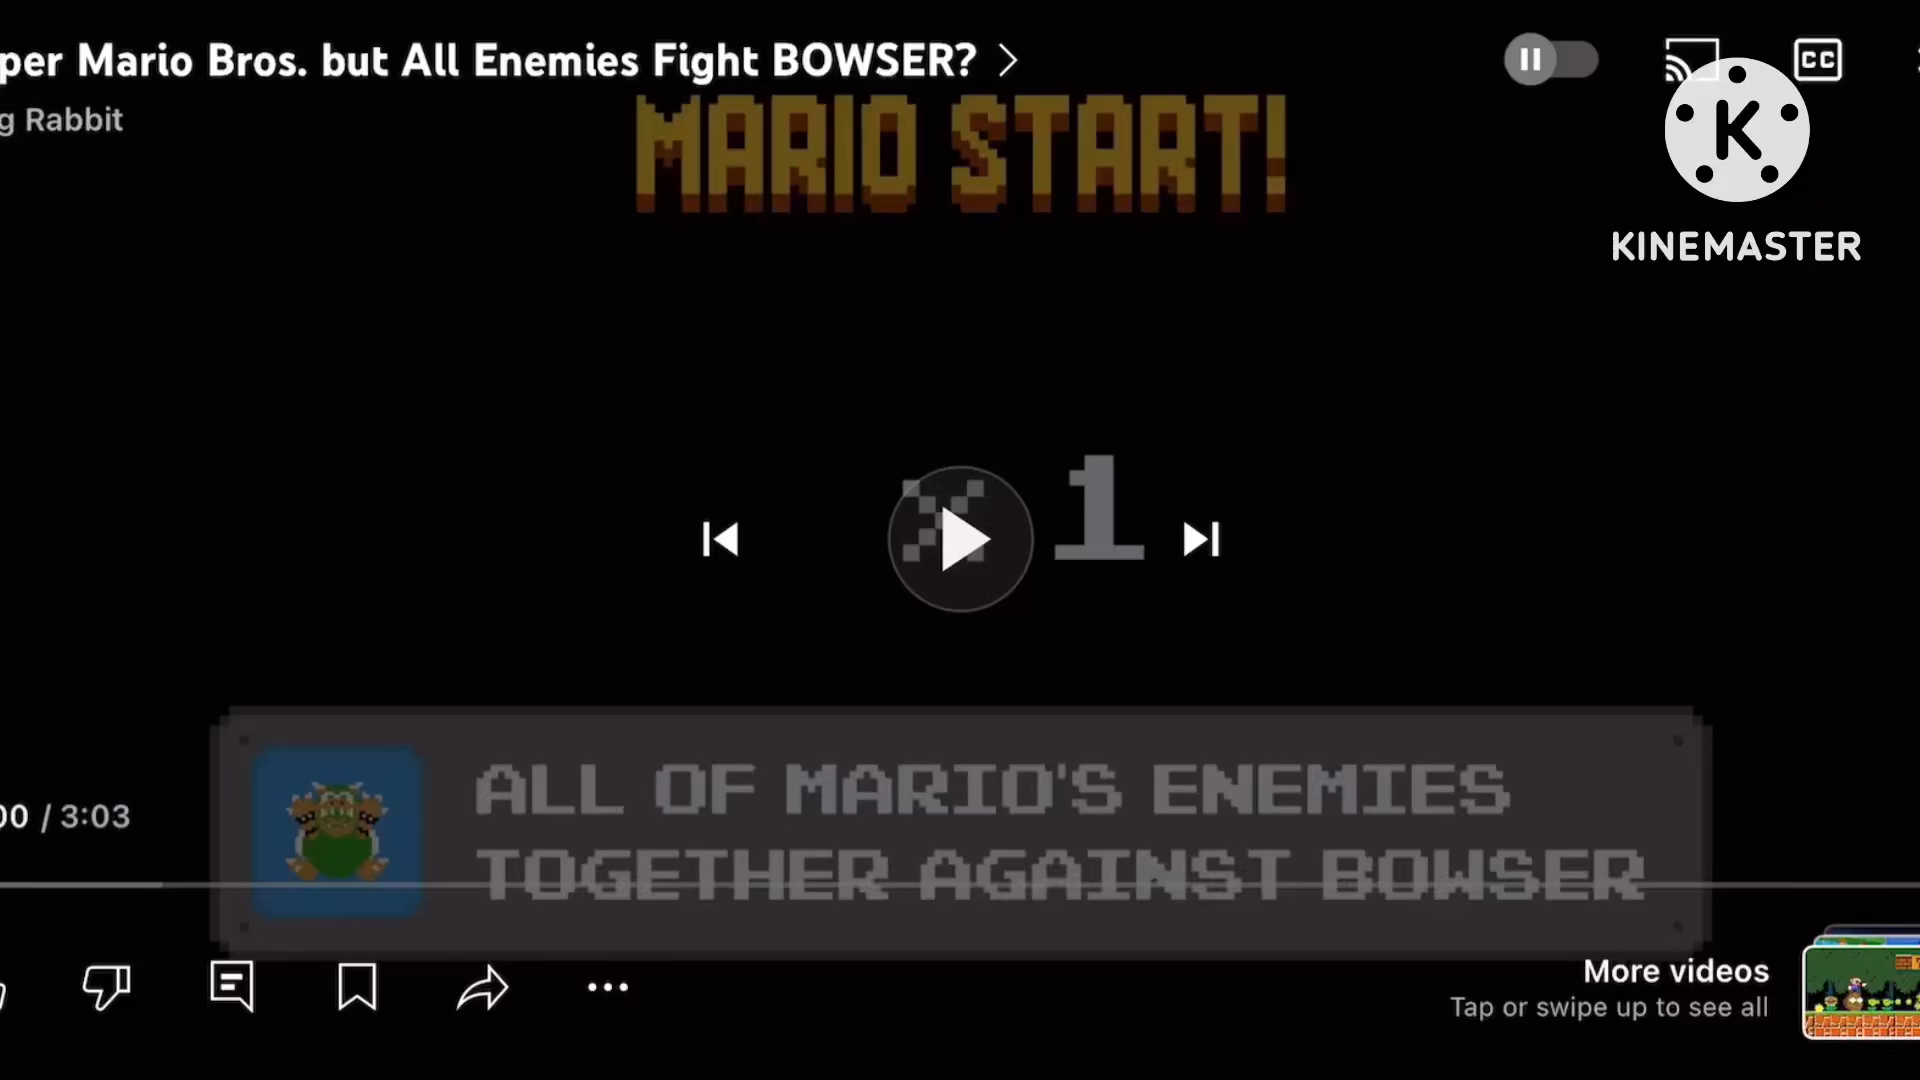 per Mario Bros. but All Enemies Fight BOWSER?
CC
g Rabbit
MARIO START!
K
KINEMASTER
X 1
ALL OF MARIO'S ENEMIES
TOGETHER AGAINST BOWSER
00 / 3:03
More videos
Tap or swipe up to see all